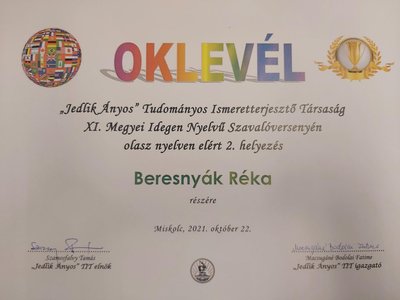 OKLEVÉL
„Jedlik Ányos” Tudományos Ismeretterjesztő Társaság
XI. Megyei Idegen Nyelvű Szavalóversenyén
olasz nyelven elért 2. helyezés
Beresnyák Réka
részére
Miskolc, 2021. október 22.
Szamosfalvy Tamás
„Jedlik Ányos” TIT elnök
Macsugáné Bodolai Fatime
„Jedlik Ányos” TIT igazgató